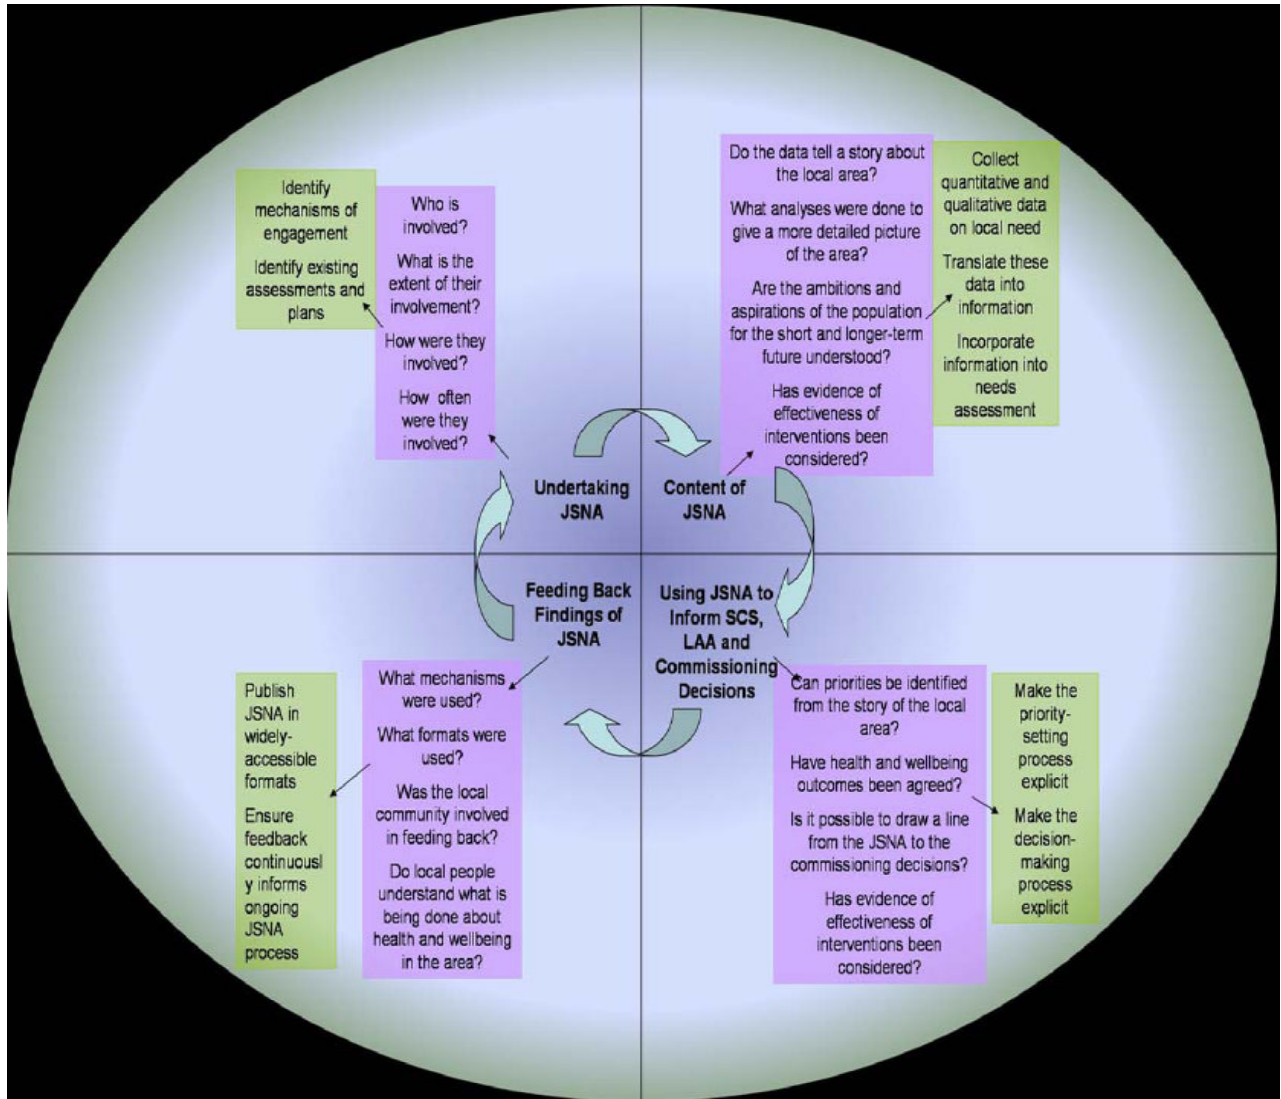 Identify
mechanisms of
engagement
Identify existing
assessments and
plans
Who is
involved?
What is the
extent of their
involvement?
How were they
involved?
How often
were they
involved?
Do the data tell a story about
the local area?
What analyses were done to
give a more detailed picture
of the area?
Are the ambitions and
aspirations of the population
for the short and longer-term
future understood?
Has evidence of
effectiveness of
interventions been
considered?
Collect
quantitative and
qualitative data
on local need
Translate these
data into
information
Incorporate
information into
needs
assessment
Undertaking
JSNA
Content of
JSNA
Feeding Back
Findings of
JSNA
Using JSNA to
Inform SCS,
LAA and
Commissioning
Decisions
Publish
JSNA in
widely-
accessible
formats
Ensure
feedback
continuousl
y informs
ongoing
JSNA
process
What mechanisms
were used?
What formats were
used?
Was the local
community involved
in feeding back?
Do local people
understand what is
being done about
health and wellbeing
in the area?
Can priorities be identified
from the story of the local
area?
Have health and wellbeing
outcomes been agreed?
Is it possible to draw a line
from the JSNA to the
commissioning decisions?
Has evidence of
effectiveness of
interventions been
considered?
Make the
priority-
setting
process
explicit
Make the
decision-
making
process
explicit